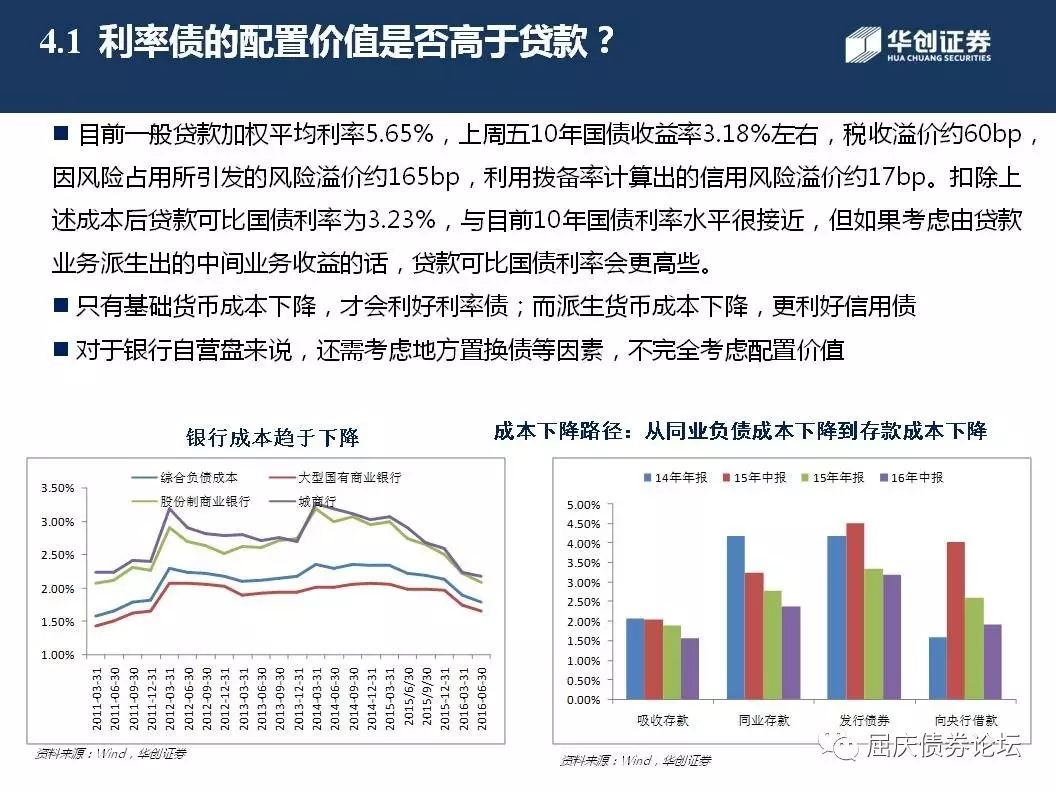 4.1 利率债的配置价值是否高于贷款？
华创证券
HUA CHUANG SECURITIES
■ 目前一般贷款加权平均利率5.65%，上周五10年国债收益率3.18%左右，税收溢价约60bp，
因风险占用所引发的风险溢价约165bp，利用拨备率计算出的信用风险溢价约17bp。扣除上
述成本后贷款可比国债利率为3.23%，与目前10年国债利率水平很接近，但如果考虑由贷款
业务派生出的中间业务收益的话，贷款可比国债利率会更高些。
■ 只有基础货币成本下降，才会利好利率债；而派生货币成本下降，更利好信用债
■ 对于银行自营盘来说，还需考虑地方置换债等因素，不完全考虑配置价值
银行成本趋于下降
综合负债成本
大型国有商业银行
股份制商业银行
城商行
3.50%
3.00%
2.50%
2.00%
1.50%
1.00%
2011-03-31
2011-06-30
2011-09-30
2011-12-31
2012-03-31
2012-06-30
2012-09-30
2012-12-31
2013-03-31
2013-06-30
2013-09-30
2013-12-31
2014-03-31
2014-06-30
2014-09-30
2014-12-31
2015-03-31
2015/6/30
2015/9/30
2015-12-31
2016-03-31
2016-06-30
资料来源：Wind，华创证券
成本下降路径：从同业负债成本下降到存款成本下降
14年年报
15年中报
15年年报
16年中报
5.00%
4.50%
4.00%
3.50%
3.00%
2.50%
2.00%
1.50%
1.00%
0.50%
0.00%
吸收存款
同业存款
发行债券
向央行借款
资料来源：Wind，华创证券
屈庆债券论坛